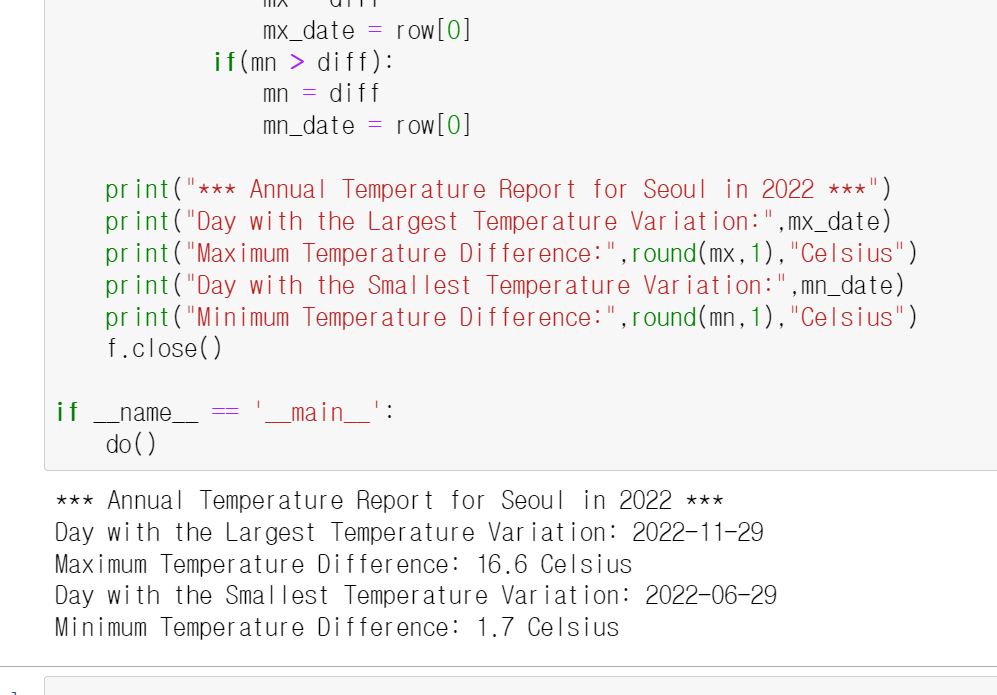 mx = diff
mx_date = row[0]
if(mn > diff):
mn = diff
mn_date = row[0]
print("*** Annual Temperature Report for Seoul in 2022 ***")
print("Day with the Largest Temperature Variation:",mx_date)
print("Maximum Temperature Difference:",round(mx,1),"Celsius")
print("Day with the Smallest Temperature Variation:",mn_date)
print("Minimum Temperature Difference:",round(mn,1),"Celsius")
f.close()
if __name__ == '__main__':
do()
*** Annual Temperature Report for Seoul in 2022 ***
Day with the Largest Temperature Variation: 2022-11-29
Maximum Temperature Difference: 16.6 Celsius
Day with the Smallest Temperature Variation: 2022-06-29
Minimum Temperature Difference: 1.7 Celsius